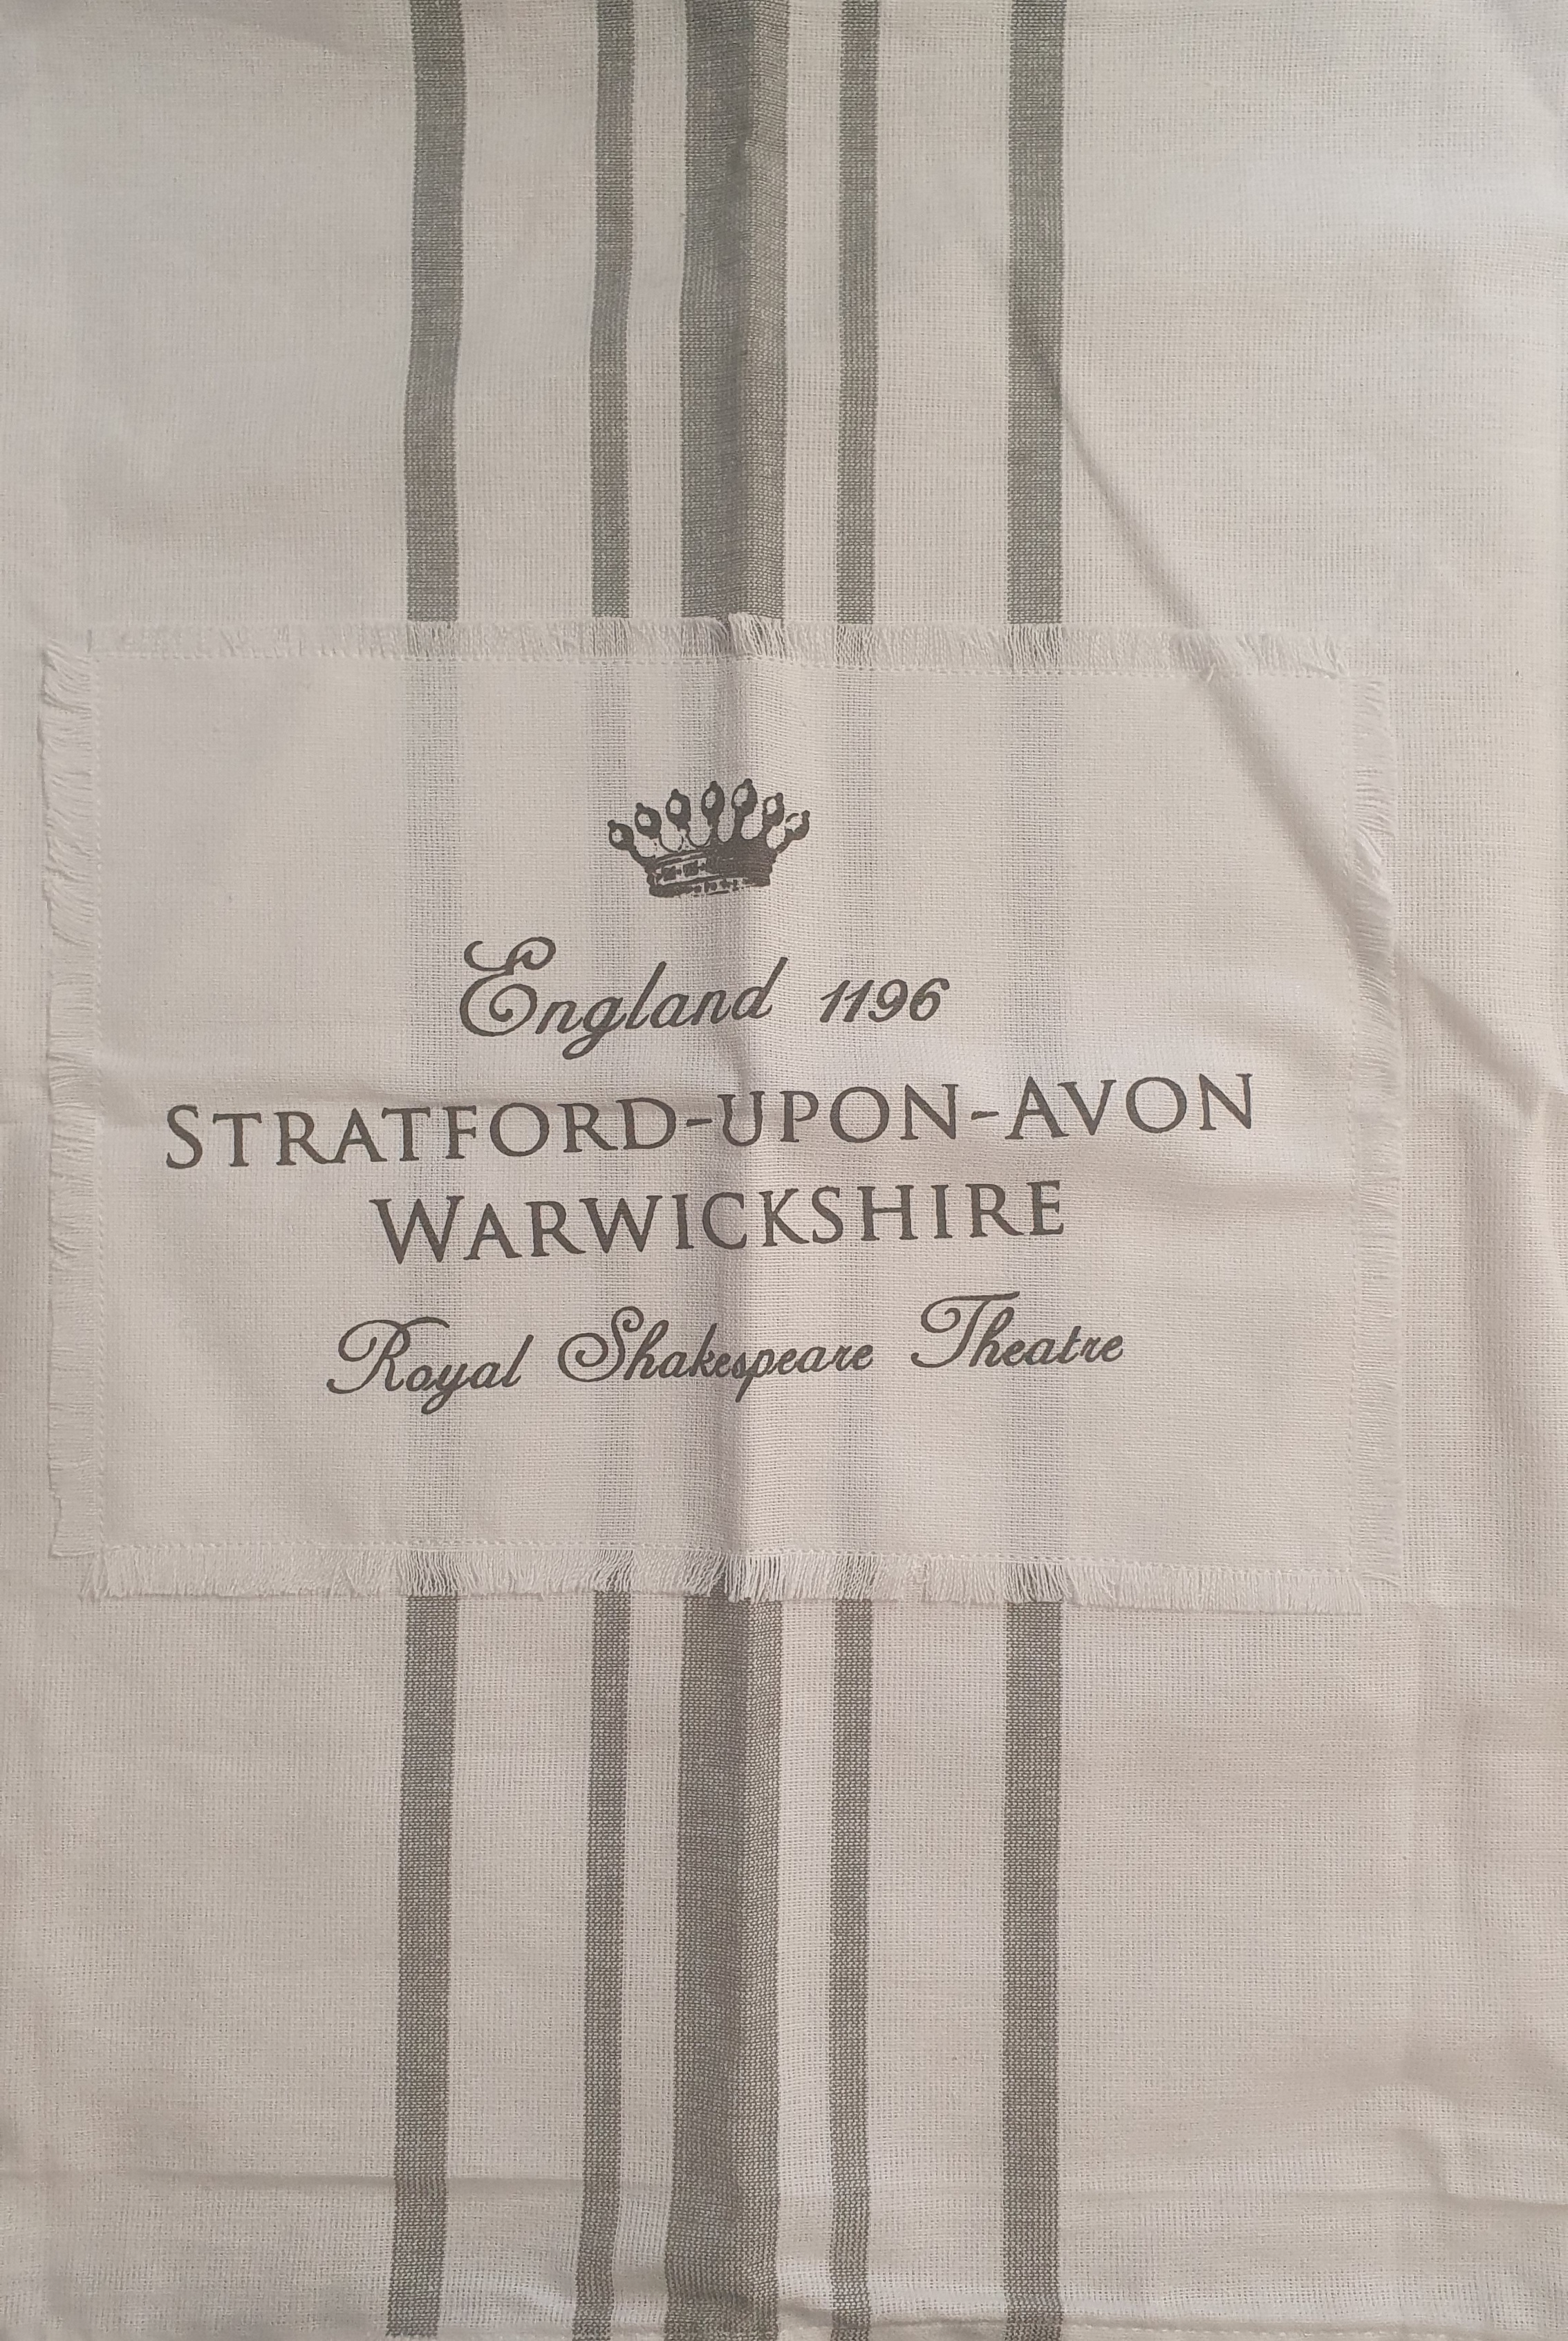 England 1196
STRATFORD-UPON-AVON
WARWICKSHIRE
Royal Shakespeare Theatre